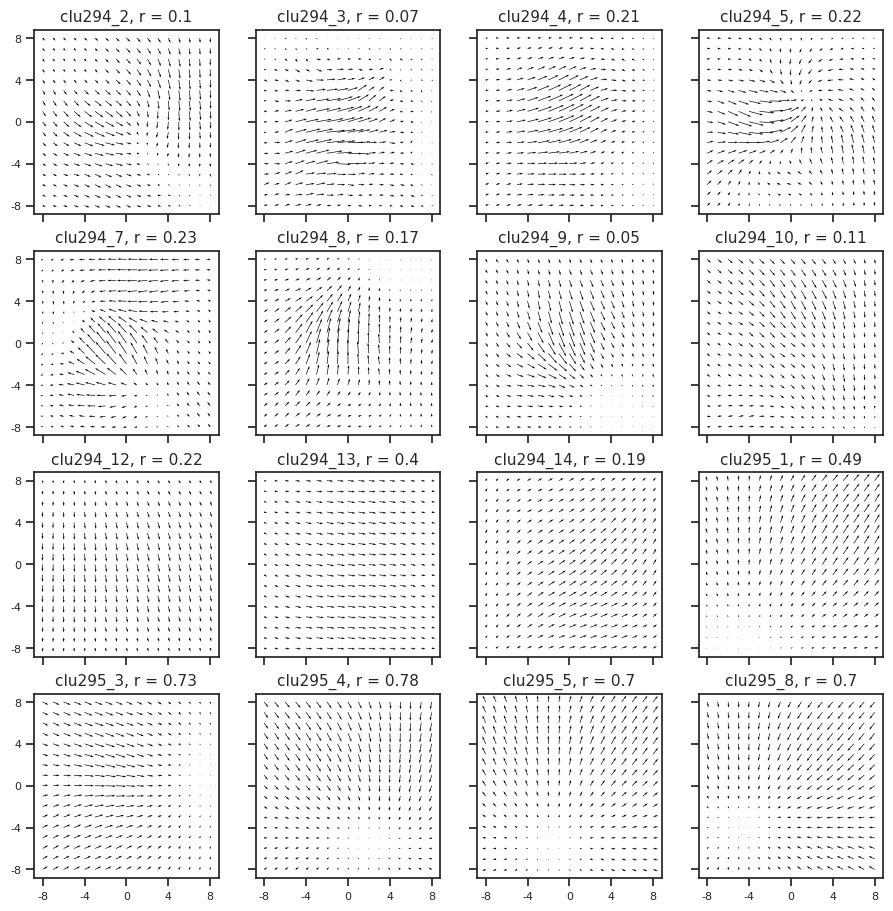 clu294_2, r = 0.1
clu294_3, r = 0.07
clu294_4, r = 0.21
clu294_5, r = 0.22
8
4
0
-4
-8
clu294_7, r = 0.23
clu294_8, r = 0.17
clu294_9, r = 0.05
clu294_10, r = 0.11
8
4
0
-4
-8
clu294_12, r = 0.22
clu294_13, r = 0.4
clu294_14, r = 0.19
clu295_1, r = 0.49
8
4
0
-4
-8
clu295_3, r = 0.73
clu295_4, r = 0.78
clu295_5, r = 0.7
clu295_8, r = 0.7
8
4
0
-4
-8
-8 -4 0 4 8
-8 -4 0 4 8
-8 -4 0 4 8
-8 -4 0 4 8